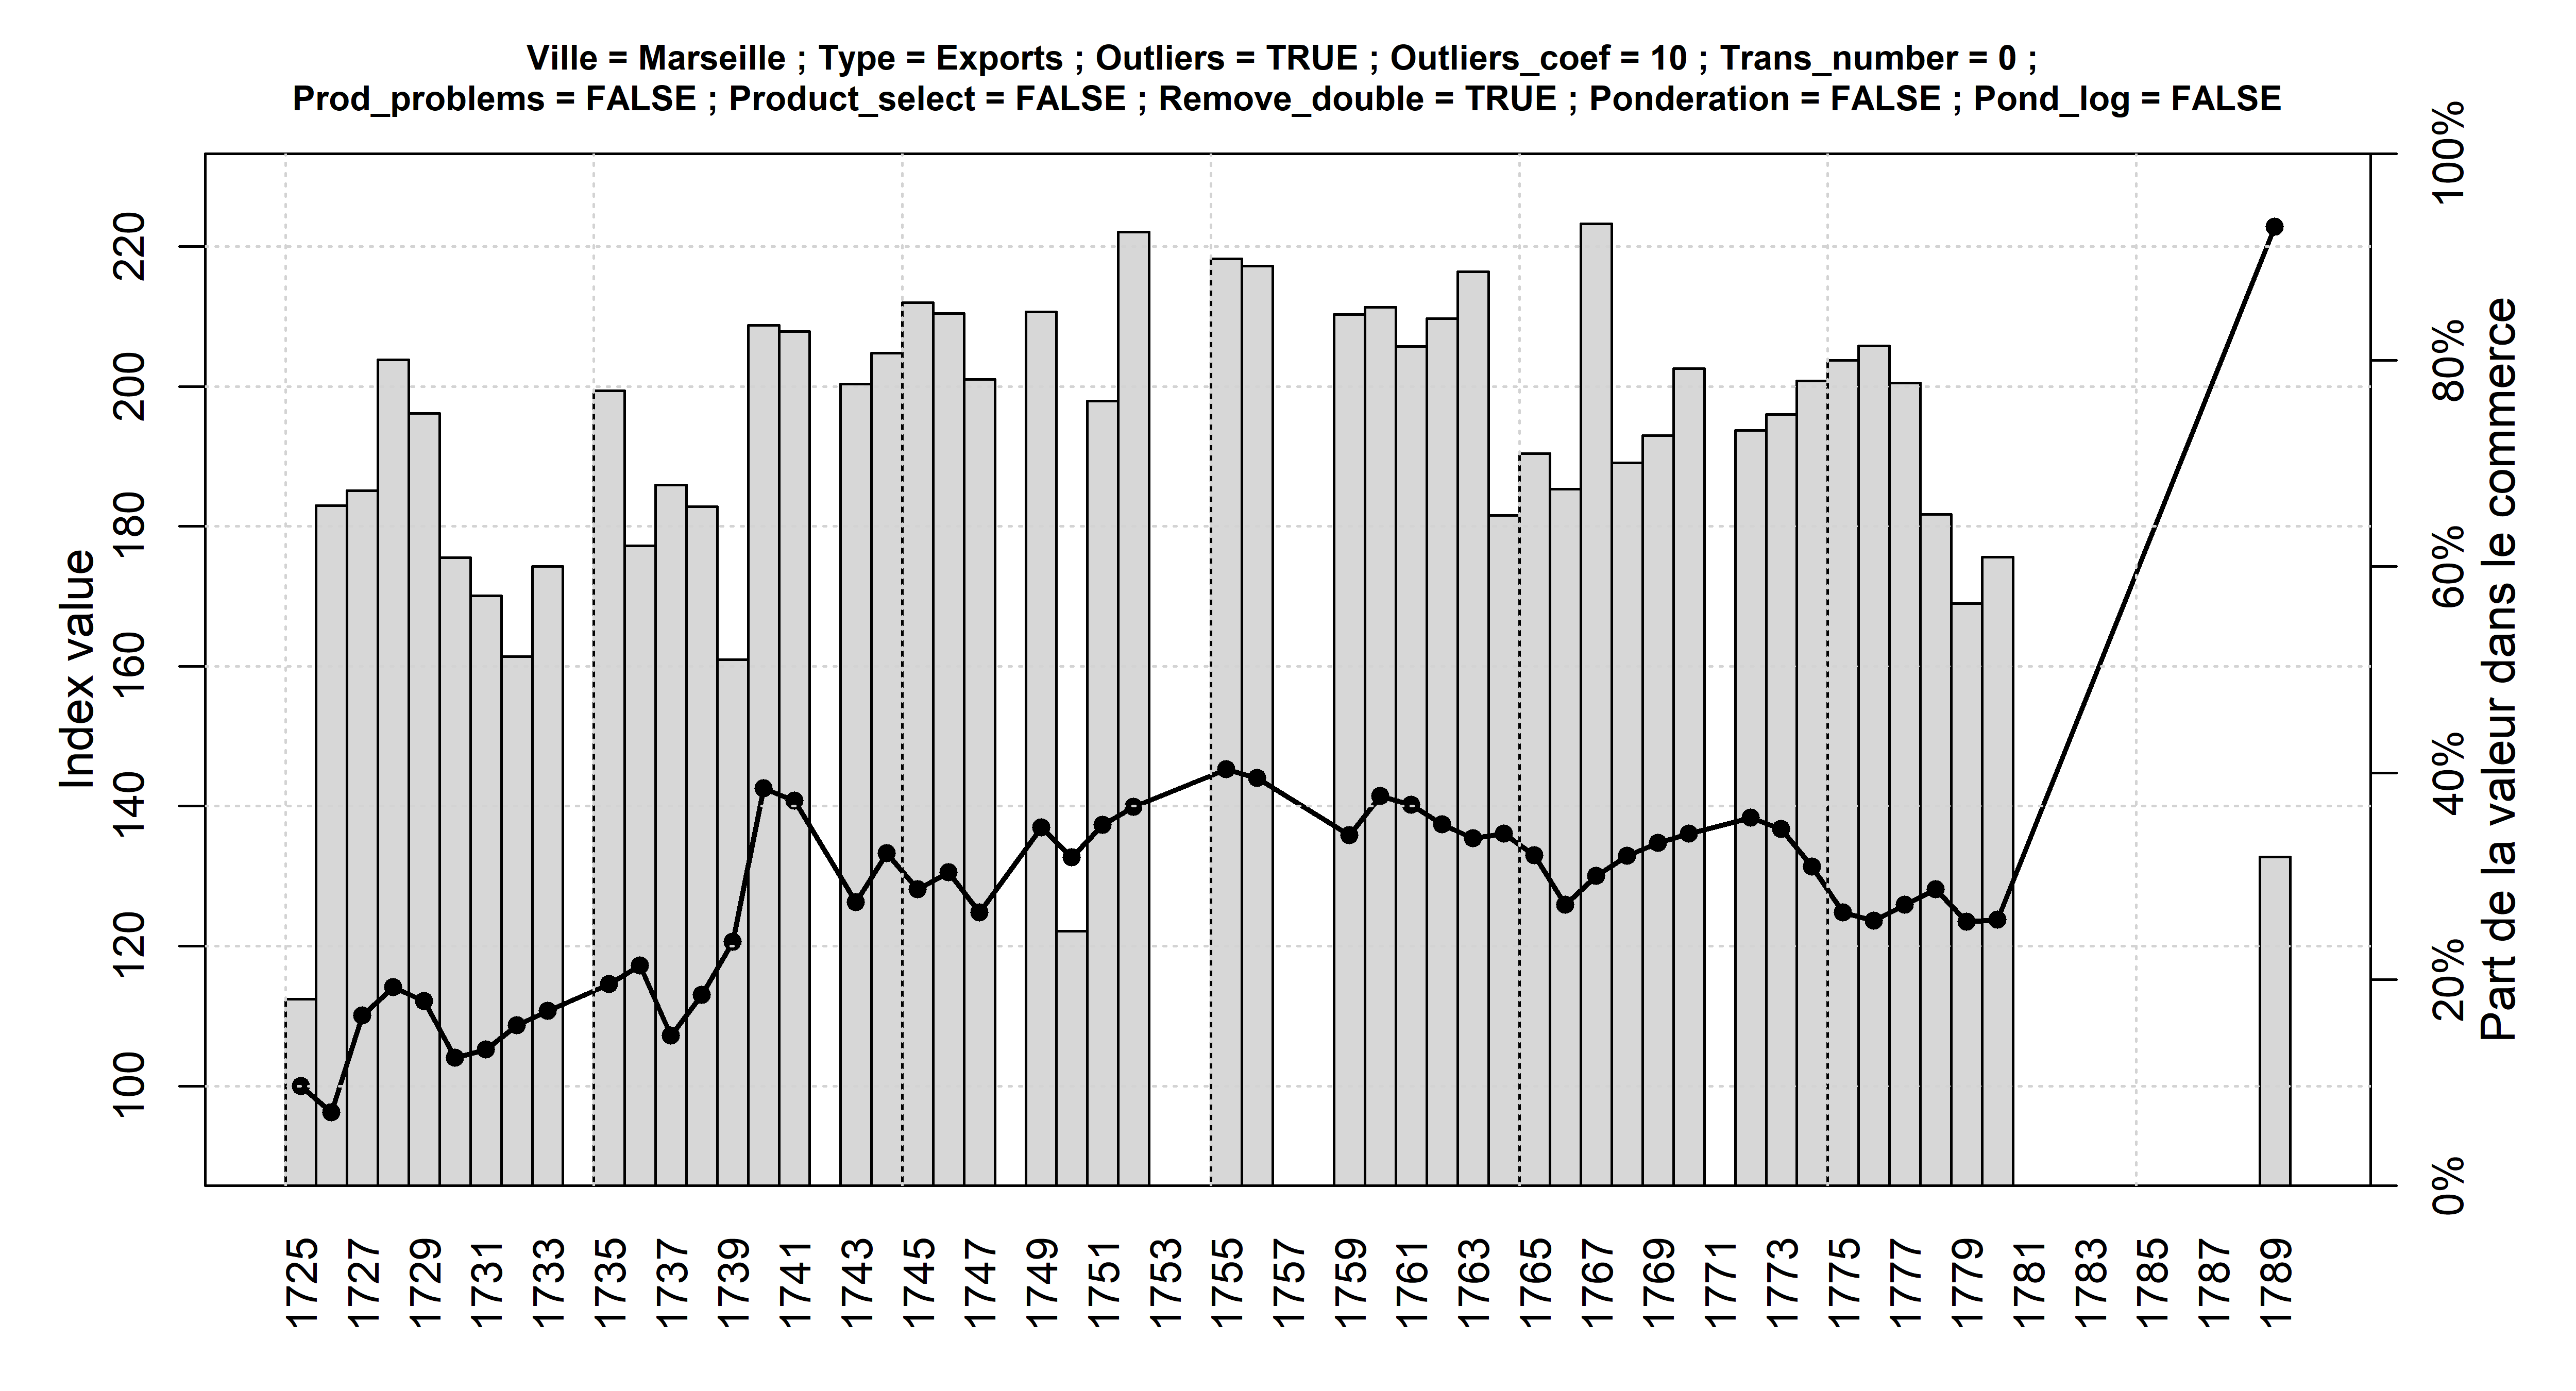 Ville = Marseille ; Type = Exports ; Outliers = TRUE ; Outliers_coef = 10 ; Trans_number = 0 ;
Prod_problems = FALSE ; Product_select = FALSE ; Remove_double = TRUE ; Ponderation = FALSE ; Pond_log = FALSE
Index value
220
200
180
160
140
120
100
100%
80%
60%
40%
20%
0%
Part de la valeur dans le commerce
1725 1727 1729 1731 1733 1735 1737 1739 1741 1743 1745 1747 1749 1751 1753 1755 1757 1759 1761 1763 1765 1767 1769 1771 1773 1775 1777 1779 1781 1783 1785 1787 1789